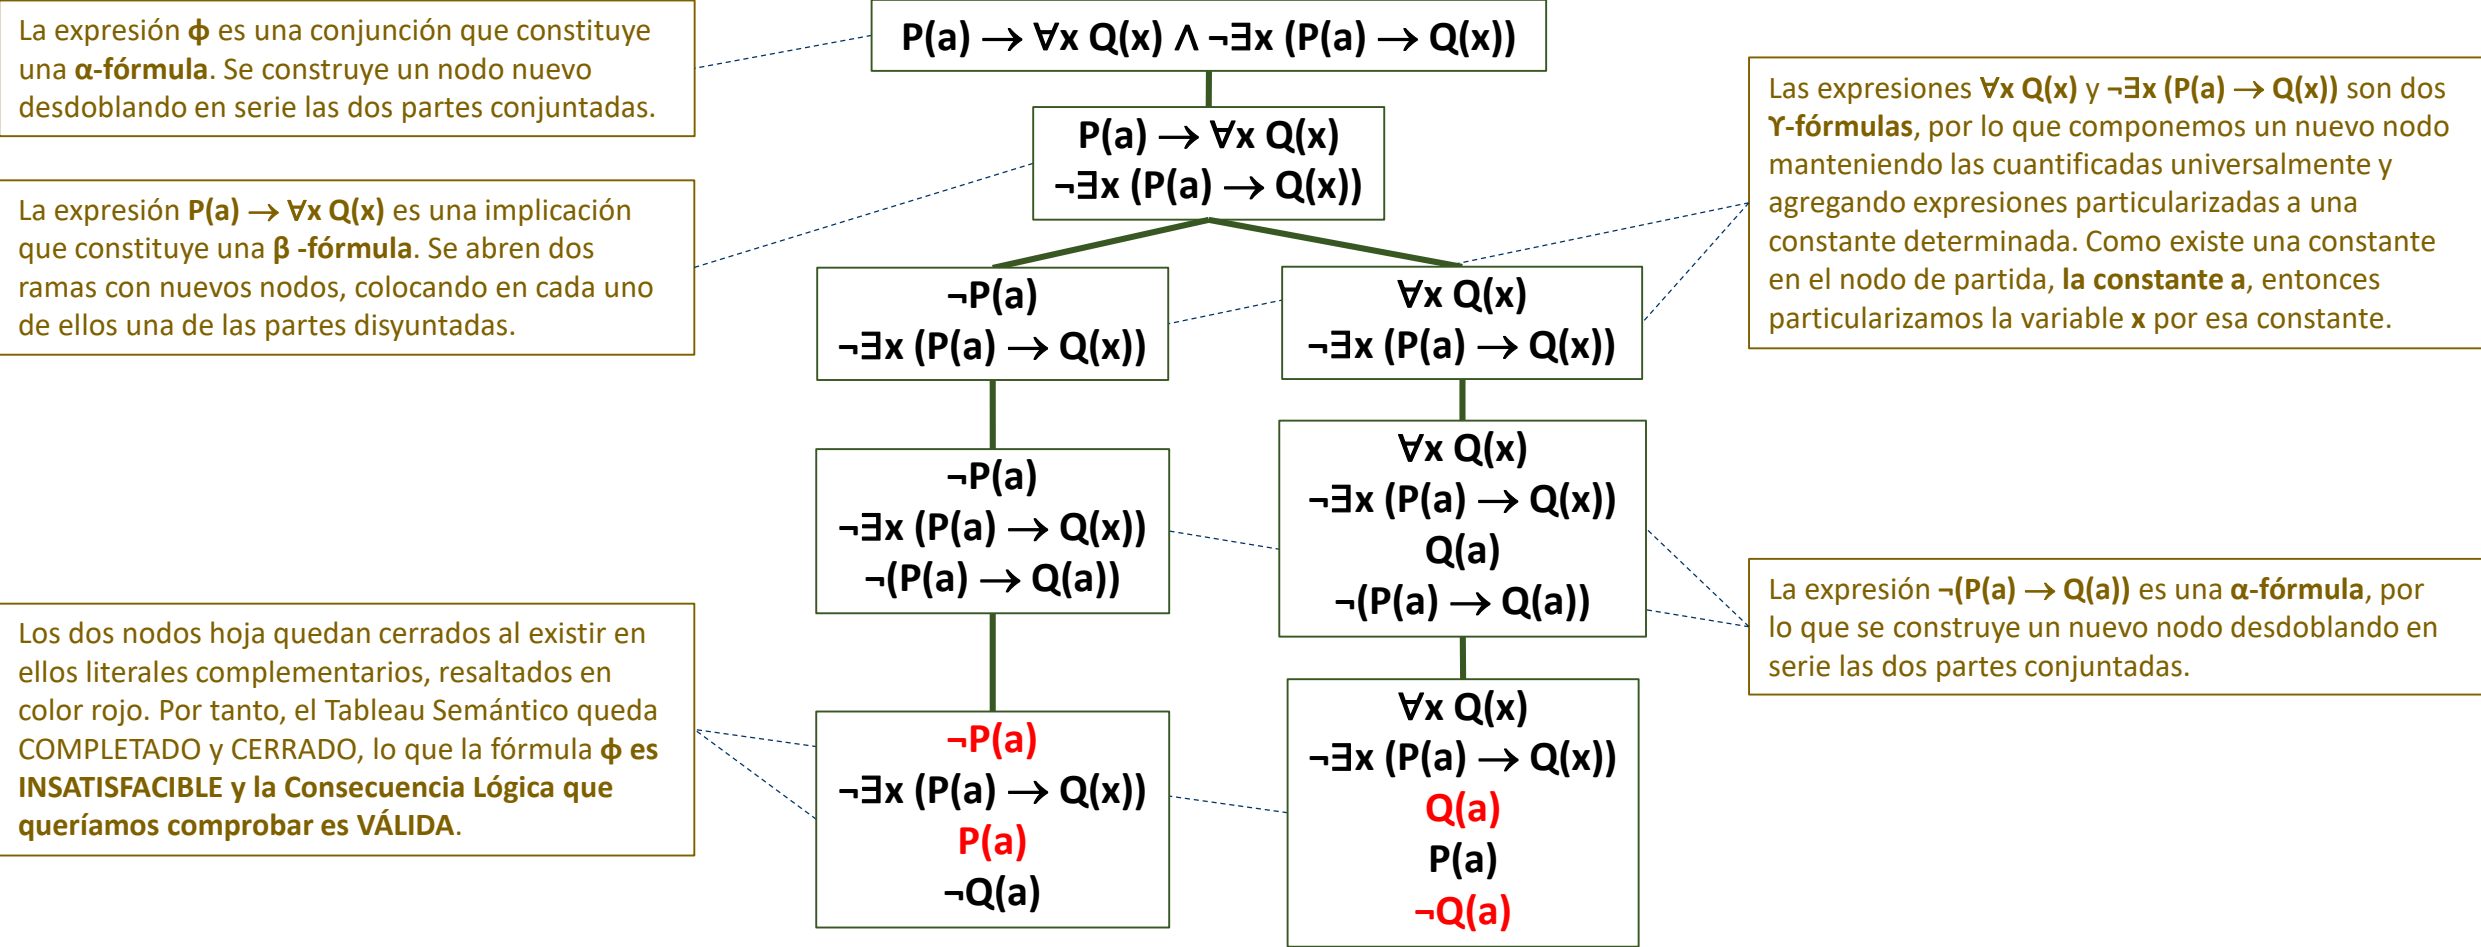 La expresión ϕ es una conjunción que constituye
una α-fórmula. Se construye un nodo nuevo
desdoblando en serie las dos partes conjuntadas.
P(a) → ∀x Q(x) ∧ ¬∃x (P(a) → Q(x))
P(a) → ∀x Q(x)
¬∃x (P(a) → Q(x))
Las expresiones ∀x Q(x) y ¬∃x (P(a) → Q(x)) son dos
ϒ-fórmulas, por lo que componemos un nuevo nodo
manteniendo las cuantificadas universalmente y
agregando expresiones particularizadas a una
constante determinada. Como existe una constante
en el nodo de partida, la constante a, entonces
particularizamos la variable x por esa constante.
La expresión P(a) → ∀x Q(x) es una implicación
que constituye una β -fórmula. Se abren dos
ramas con nuevos nodos, colocando en cada uno
de ellos una de las partes disyuntadas.
¬P(a)
¬∃x (P(a) → Q(x))
∀x Q(x)
¬∃x (P(a) → Q(x))
¬P(a)
¬∃x (P(a) → Q(x))
¬(P(a) → Q(a))
∀x Q(x)
¬∃x (P(a) → Q(x))
Q(a)
¬(P(a) → Q(a))
La expresión ¬(P(a) → Q(a)) es una α-fórmula, por
lo que se construye un nuevo nodo desdoblando en
serie las dos partes conjuntadas.
Los dos nodos hoja quedan cerrados al existir en
ellos literales complementarios, resaltados en
color rojo. Por tanto, el Tableau Semántico queda
COMPLETADO y CERRADO, lo que la fórmula ϕ es
INSATISFACIBLE y la Consecuencia Lógica que
queríamos comprobar es VÁLIDA.
¬P(a)
¬∃x (P(a) → Q(x))
P(a)
¬Q(a)
∀x Q(x)
¬∃x (P(a) → Q(x))
Q(a)
P(a)
¬Q(a)